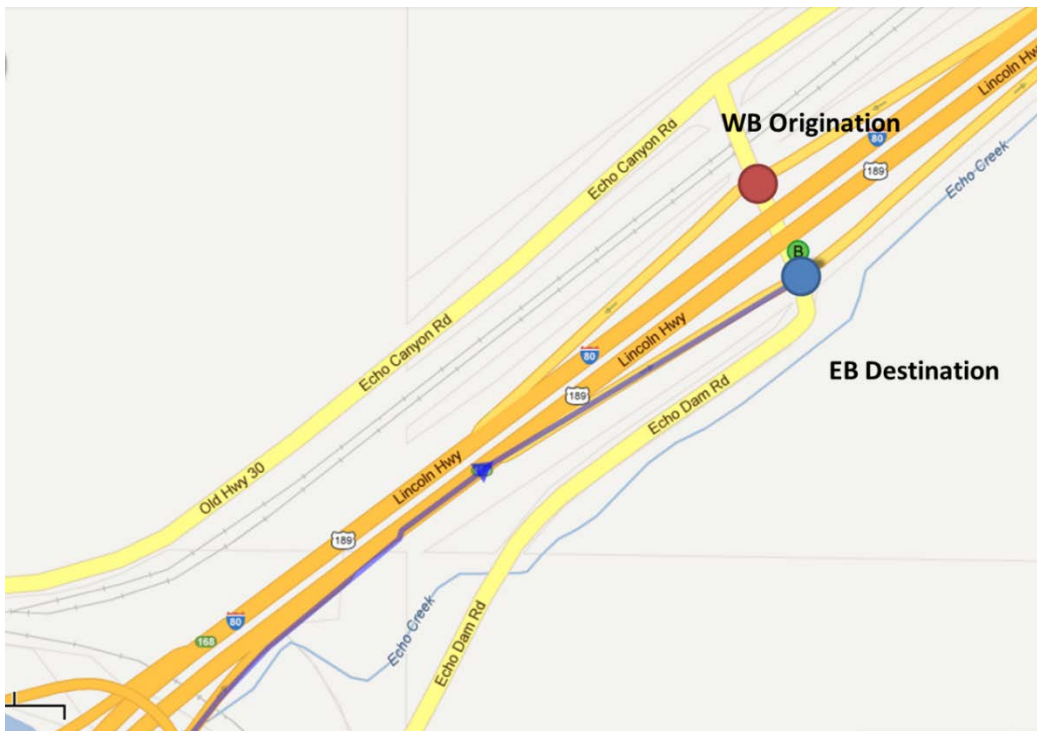 Lincoln Hwy
WB Origination
80
189
Echo Canyon Rd
Echo Creek
B
Lincoln Hwy
80
189
Echo Canyon Rd
EB Destination
Echo Dam Rd
Lincoln Hwy
Old Hwy 30
189
80
168
Echo Creek
Echo Dam Rd